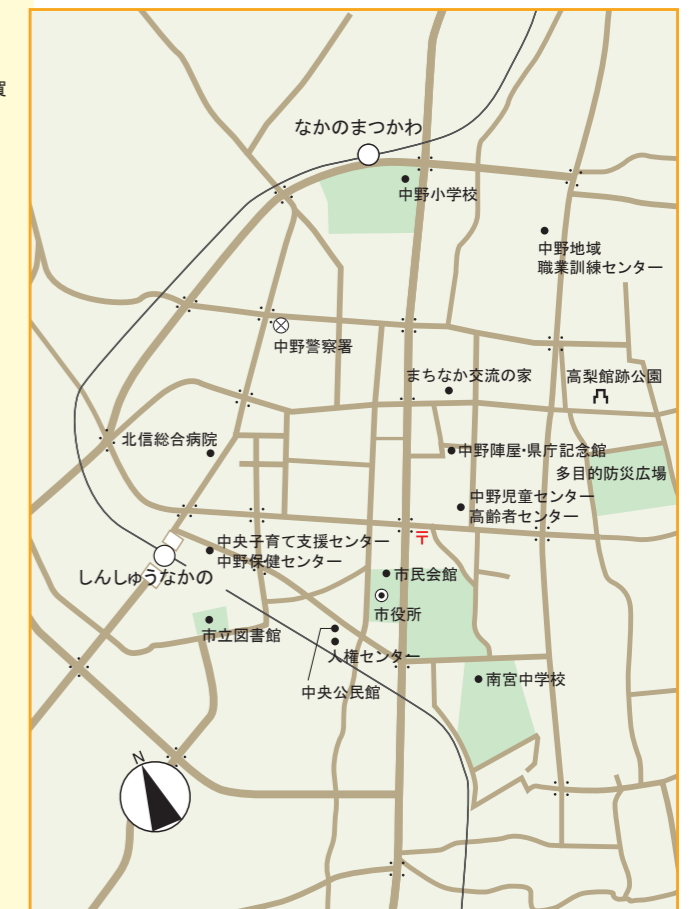 買
なかのまつかわ
中野小学校
中野地域
職業訓練センター
中野警察署
まちなか交流の家
高梨館跡公園
北信総合病院
中野陣屋・県庁記念館
多目的防災広場
中野児童センター
高齢者センター
〒
中央子育て支援センター
中野保健センター
しんしゅうなかの
市民会館
市役所
市立図書館
人権センター
中央公民館
南宮中学校
N